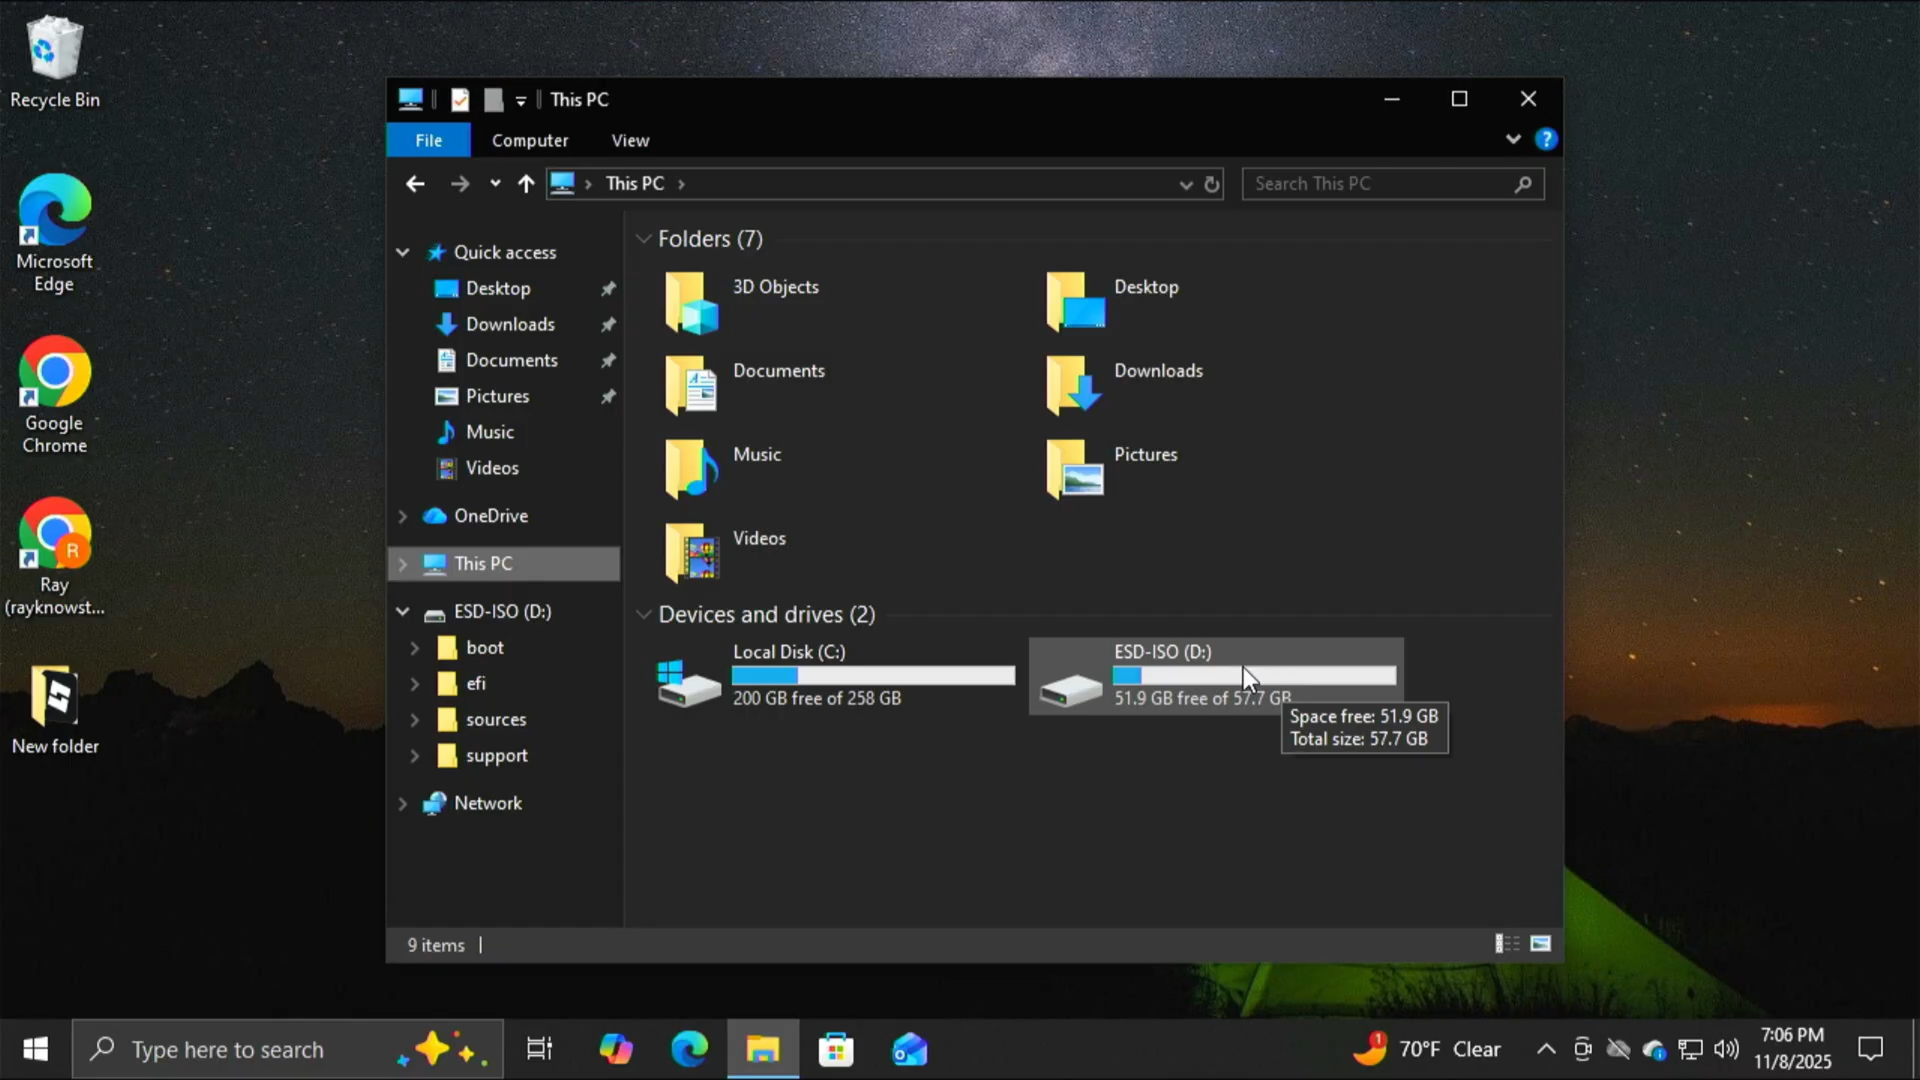 Recycle Bin
Microsoft
Edge
Google
Chrome
R
Ray
(rayknowst...
New folder
This PC
File
Computer
View
?
This PC
Search This PC
Quick access
Desktop
Downloads
Documents
Pictures
Music
Videos
OneDrive
This PC
ESD-ISO (D:)
boot
efi
sources
support
Network
Folders (7)
3D Objects
Desktop
Documents
Downloads
Music
Pictures
Videos
Devices and drives (2)
Local Disk (C:)
200 GB free of 258 GB
ESD-ISO (D:)
51.9 GB free of 57.7 GB
Space free: 51.9 GB
Total size: 57.7 GB
9 items
Type here to search
1
70°F Clear
7:06 PM
11/8/2025